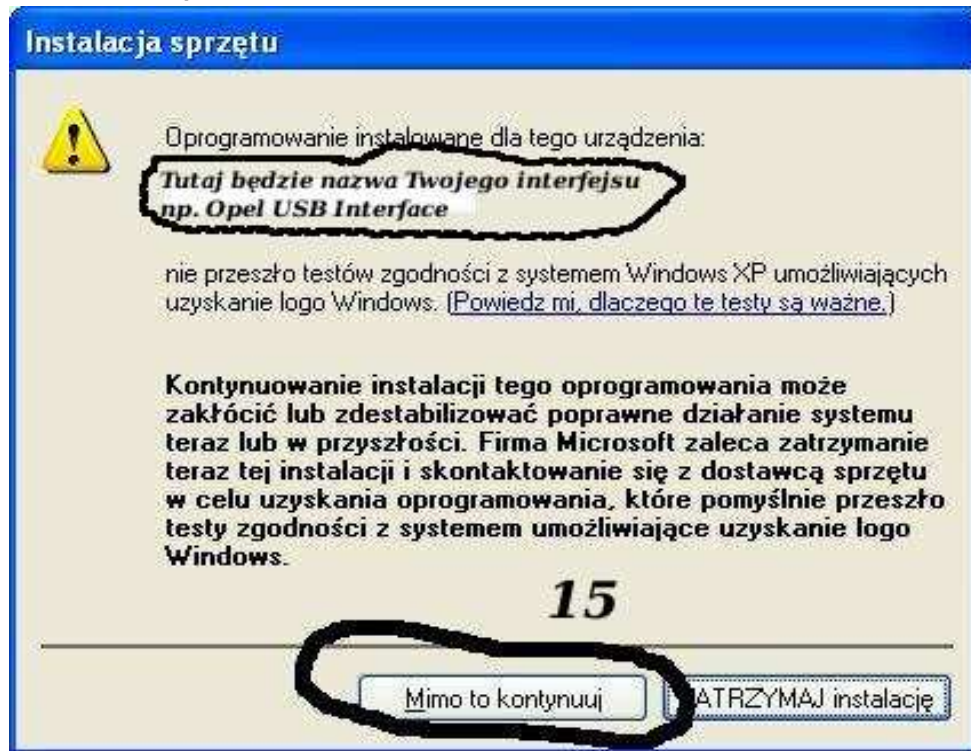 Instalacja sprzętu
Oprogramowanie instalowane dla tego urządzenia:
Tutaj będzie nazwa Twojego interfejsu
np. Opel USB Interface
nie przeszło testów zgodności z systemem Windows XP umożliwiających
uzyskanie logo Windows. (Powiedz mi, dlaczego te testy są ważne.)
Kontynuowanie instalacji tego oprogramowania może
zakłócić lub zdestabilizować poprawne działanie systemu
teraz lub w przyszłości. Firma Microsoft zaleca zatrzymanie
teraz tej instalacji i skontaktowanie się z dostawcą sprzętu
w celu uzyskania oprogramowania, które pomyślnie przeszło
testy zgodności z systemem umożliwiające uzyskanie logo
Windows.
15
Mimo to kontynuuj ZATRZYMAJ instalację